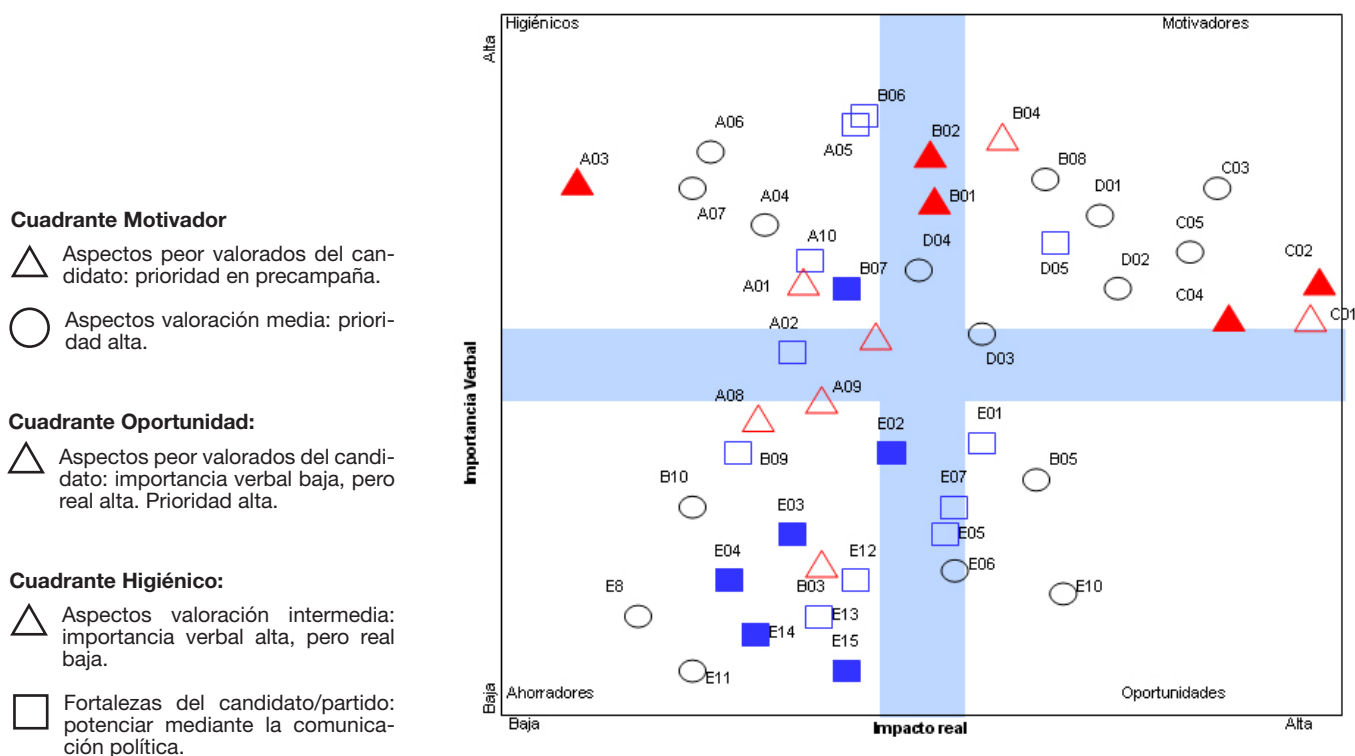 Cuadrante Motivador
Aspectos peor valorados del can-
didato: prioridad en precampaña.
Aspectos valoración media: priori-
dad alta.
Cuadrante Oportunidad:
Aspectos peor valorados del candi-
dato: importancia verbal baja, pero
real alta. Prioridad alta.
Cuadrante Higiénico:
Aspectos valoración intermedia:
importancia verbal alta, pero real
baja.
Fortalezas del candidato/partido:
potenciar mediante la comunica-
ción política.
Higiénicos
Motivadores
Alta
Importancia Verbal
Baja
B06
A06
A05
B02
B04
A03
B08
C03
A07
A04
B01
D01
C05
A10
D04
D05
D02
C02
A01
B07
C04
C01
A02
D03
A08
A09
E02
E01
B09
B05
B10
E07
E03
E05
E04
E12
E06
E8
B03
E10
E13
E14
E15
E11
Ahorradores
Oportunidades
Baja
Impacto real
Alta